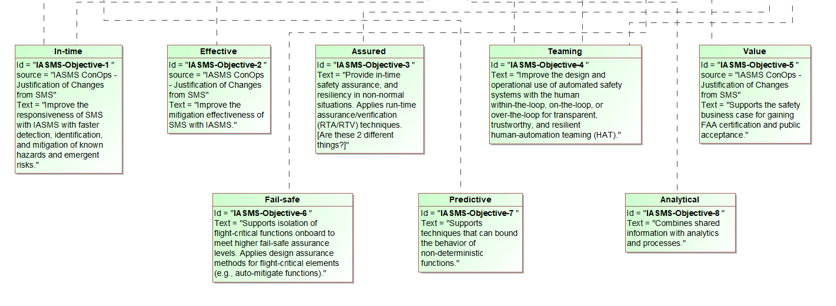 In-time
Id = "IASMS-Objective-1 "
source = "IASMS ConOps -
Justification of Changes
from SMS"
Text = "Improve the
responsiveness of SMS
with IASMS with faster
detection, identification,
and mitigation of known
hazards and emergent
risks."
Effective
Id = "IASMS-Objective-2 "
source = "IASMS ConOps -
Justification of Changes
from SMS"
Text = "Improve the
mitigation effectiveness of
SMS with IASMS."
Assured
Id = "IASMS-Objective-3 "
Text = "Provide in-time
safety assurance, and
resiliency in non-normal
situations. Applies run-time
assurance/verification
(RTA/RTV) techniques.
[Are these 2 different
things?]"
Teaming
Id = "IASMS-Objective-4 "
Text = "Improve the design and
operational use of automated safety
systems with the human
within-the-loop, on-the-loop, or
over-the-loop for transparent,
trustworthy, and resilient
human-automation teaming (HAT)."
Value
Id = "IASMS-Objective-5 "
source = "IASMS ConOps -
Justification of Changes
from SMS"
Text = "Supports the safety
business case for gaining
FAA certification and public
acceptance."
Fail-safe
Id = "IASMS-Objective-6 "
Text = "Supports isolation of
flight-critical functions onboard to
meet higher fail-safe assurance
levels. Applies design assurance
methods for flight-critical elements
(e.g., auto-mitigate functions)."
Predictive
Id = "IASMS-Objective-7 "
Text = "Supports
techniques that can bound
the behavior of
non-deterministic
functions."
Analytical
Id = "IASMS-Objective-8 "
Text = "Combines shared
information with analytics
and processes."